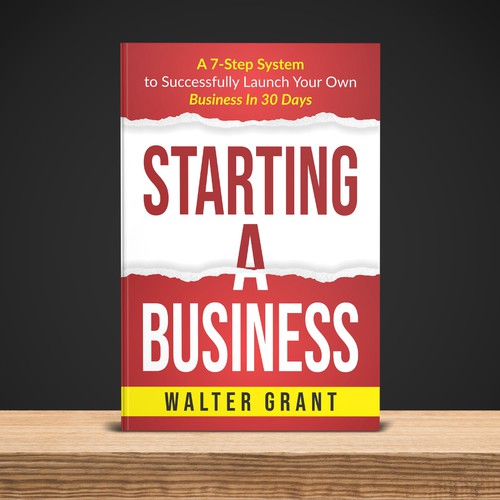 A 7-Step System
to Successfully Launch Your Own
Business In 30 Days
STARTING
A
BUSINESS
WALTER GRANT